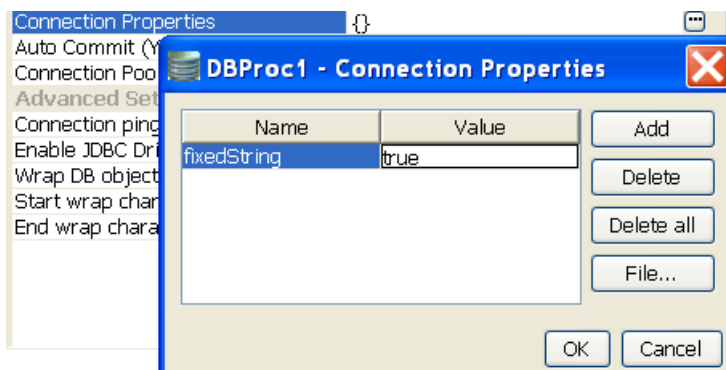 Connection Properties {}
Auto Commit (Y
DBProc1 - Connection Properties
Connection Poo
Advanced Set
Name Value Add
Connection ping
Enable JDBC Dri
fixedString true
Wrap DB object
Delete
Start wrap char
End wrap chara
Delete all
File...
OK Cancel